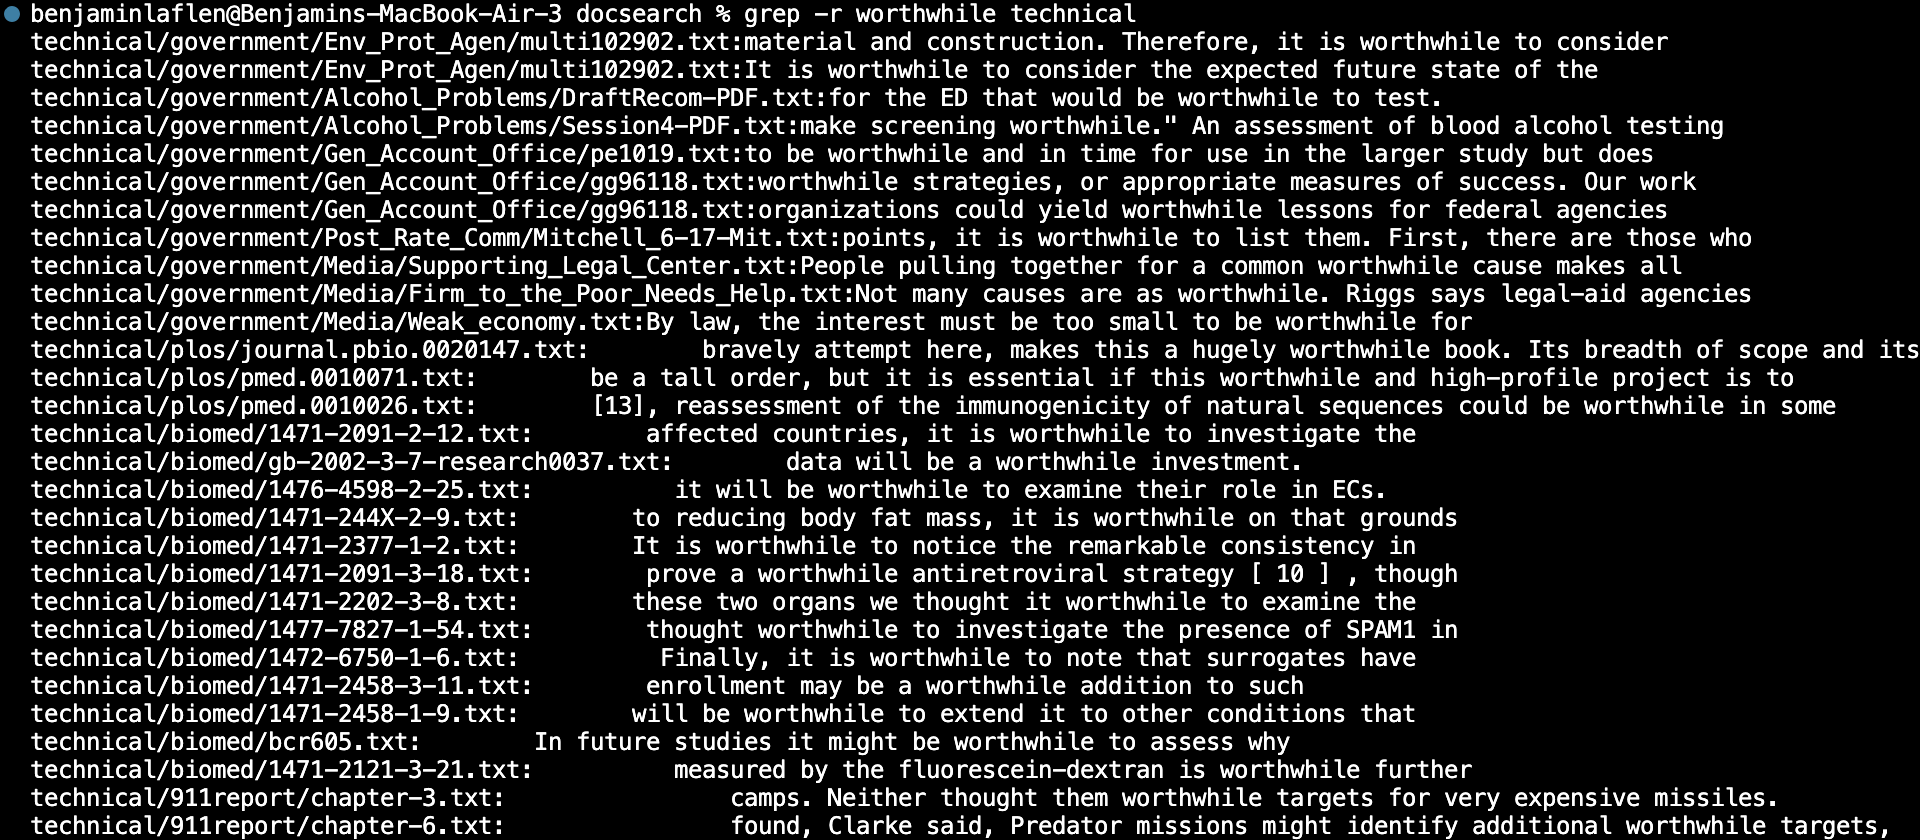 benjaminlaflen@Benjamins-MacBook-Air-3 docsearch % grep -r worthwhile technical
technical/government/Env_Prot_Agen/multi102902.txt:material and construction. Therefore, it is worthwhile to consider
technical/government/Env_Prot_Agen/multi102902.txt:It is worthwhile to consider the expected future state of the
technical/government/Alcohol_Problems/DraftRecom-PDF.txt:for the ED that would be worthwhile to test.
technical/government/Alcohol_Problems/Session4-PDF.txt:make screening worthwhile." An assessment of blood alcohol testing
technical/government/Gen_Account_Office/pe1019.txt:to be worthwhile and in time for use in the larger study but does
technical/government/Gen_Account_Office/gg96118.txt:worthwhile strategies, or appropriate measures of success. Our work
technical/government/Gen_Account_Office/gg96118.txt:organizations could yield worthwhile lessons for federal agencies
technical/government/Post_Rate_Comm/Mitchell_6-17-Mit.txt:points, it is worthwhile to list them. First, there are those who
technical/government/Media/Supporting_Legal_Center.txt:People pulling together for a common worthwhile cause makes all
technical/government/Media/Firm_to_the_Poor_Needs_Help.txt:Not many causes are as worthwhile. Riggs says legal-aid agencies
technical/government/Media/Weak_economy.txt:By law, the interest must be too small to be worthwhile for
technical/plos/journal.pbio.0020147.txt:        bravely attempt here, makes this a hugely worthwhile book. Its breadth of scope and its
technical/plos/pmed.0010071.txt:        be a tall order, but it is essential if this worthwhile and high-profile project is to
technical/plos/pmed.0010026.txt:        [13], reassessment of the immunogenicity of natural sequences could be worthwhile in some
technical/biomed/1471-2091-2-12.txt:        affected countries, it is worthwhile to investigate the
technical/biomed/gb-2002-3-7-research0037.txt:        data will be a worthwhile investment.
technical/biomed/1476-4598-2-25.txt:          it will be worthwhile to examine their role in ECs.
technical/biomed/1471-244X-2-9.txt:        to reducing body fat mass, it is worthwhile on that grounds
technical/biomed/1471-2377-1-2.txt:        It is worthwhile to notice the remarkable consistency in
technical/biomed/1471-2091-3-18.txt:        prove a worthwhile antiretroviral strategy [ 10 ] , though
technical/biomed/1471-2202-3-8.txt:        these two organs we thought it worthwhile to examine the
technical/biomed/1477-7827-1-54.txt:        thought worthwhile to investigate the presence of SPAM1 in
technical/biomed/1472-6750-1-6.txt:          Finally, it is worthwhile to note that surrogates have
technical/biomed/1471-2458-3-11.txt:        enrollment may be a worthwhile addition to such
technical/biomed/1471-2458-1-9.txt:        will be worthwhile to extend it to other conditions that
technical/biomed/bcr605.txt:        In future studies it might be worthwhile to assess why
technical/biomed/1471-2121-3-21.txt:          measured by the fluorescein-dextran is worthwhile further
technical/911report/chapter-3.txt:                camps. Neither thought them worthwhile targets for very expensive missiles.
technical/911report/chapter-6.txt:                found, Clarke said, Predator missions might identify additional worthwhile targets,